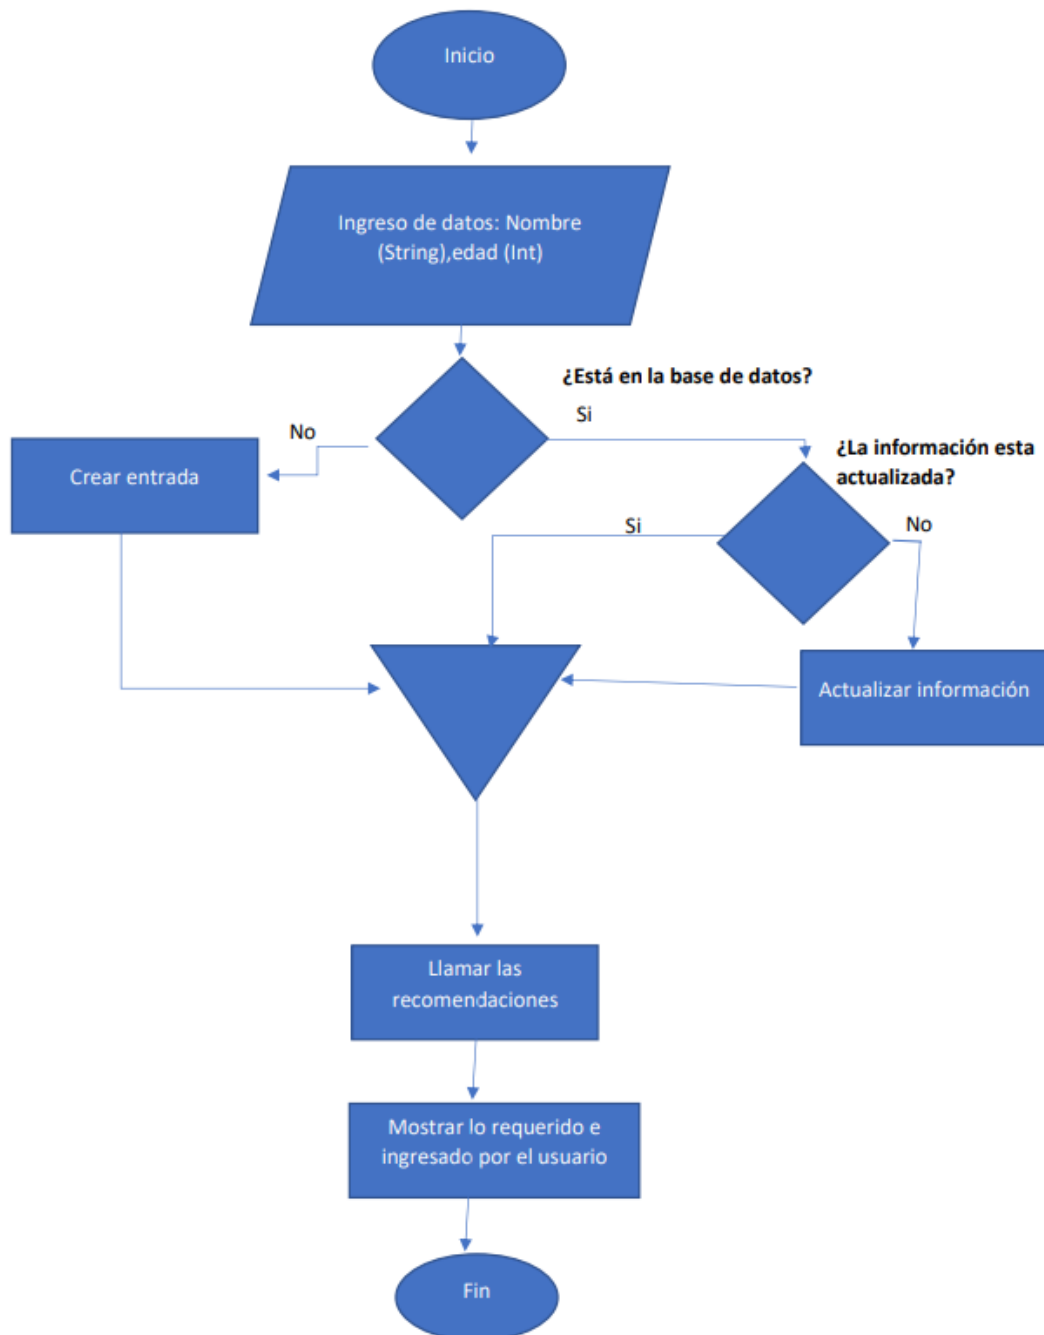 Inicio
Ingreso de datos: Nombre
(String),edad (Int)
¿Está en la base de datos?
Si
No
¿La información esta
actualizada?
Crear entrada
Si
No
Actualizar información
Llamar las
recomendaciones
Mostrar lo requerido e
ingresado por el usuario
Fin